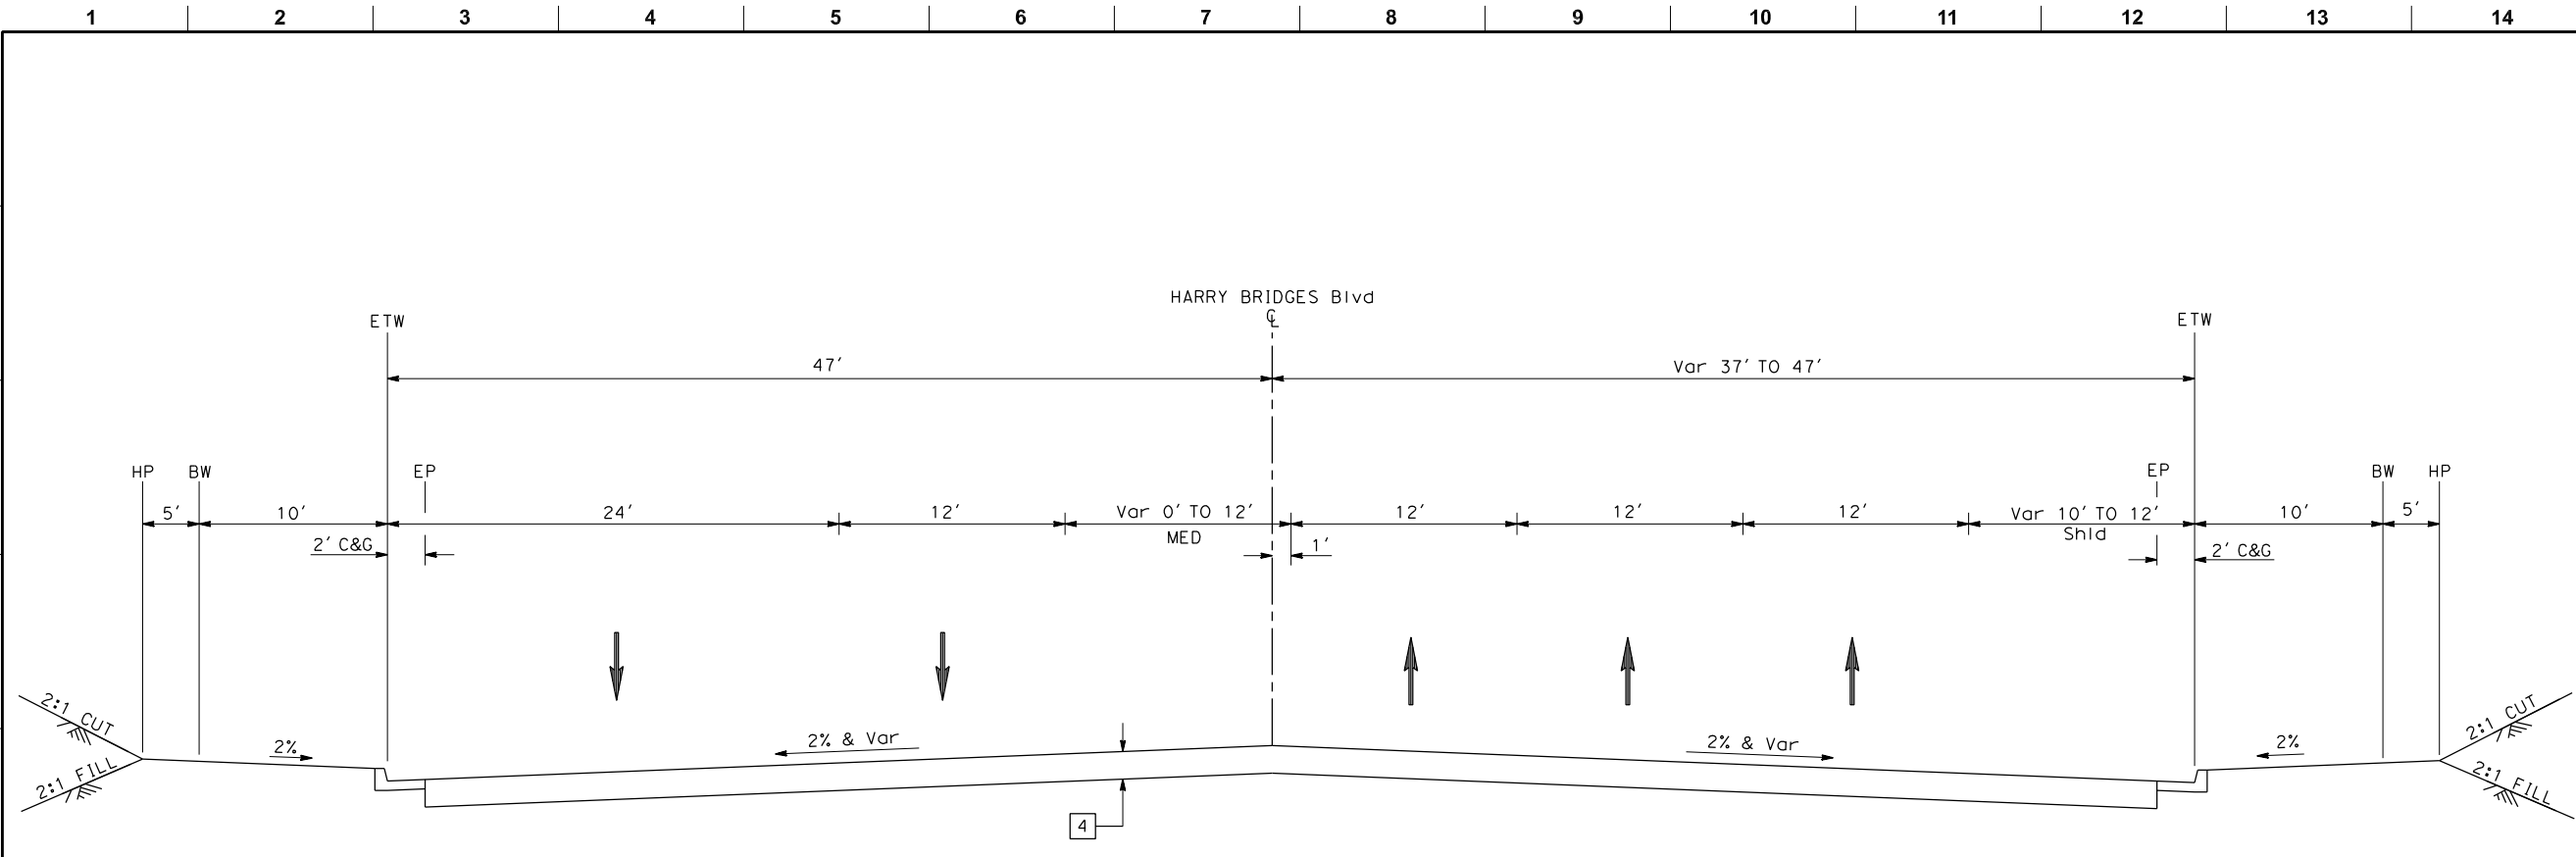 1 2 3 4 5 6 7 8 9 10 11 12 13 14
HARRY BRIDGES Blvd
℄
ETW ETW
47' Var 37' TO 47'
HP BW EP EP BW HP
5' 10' 24' 12' Var 0' TO 12' 12' 12' 12' Var 10' TO 12' 10' 5'
MED Shld
2' C&G 1' 2' C&G
2:1 CUT 2:1 CUT
2% 2% & Var 2% & Var 2%
2:1 FILL 2:1 FILL
4